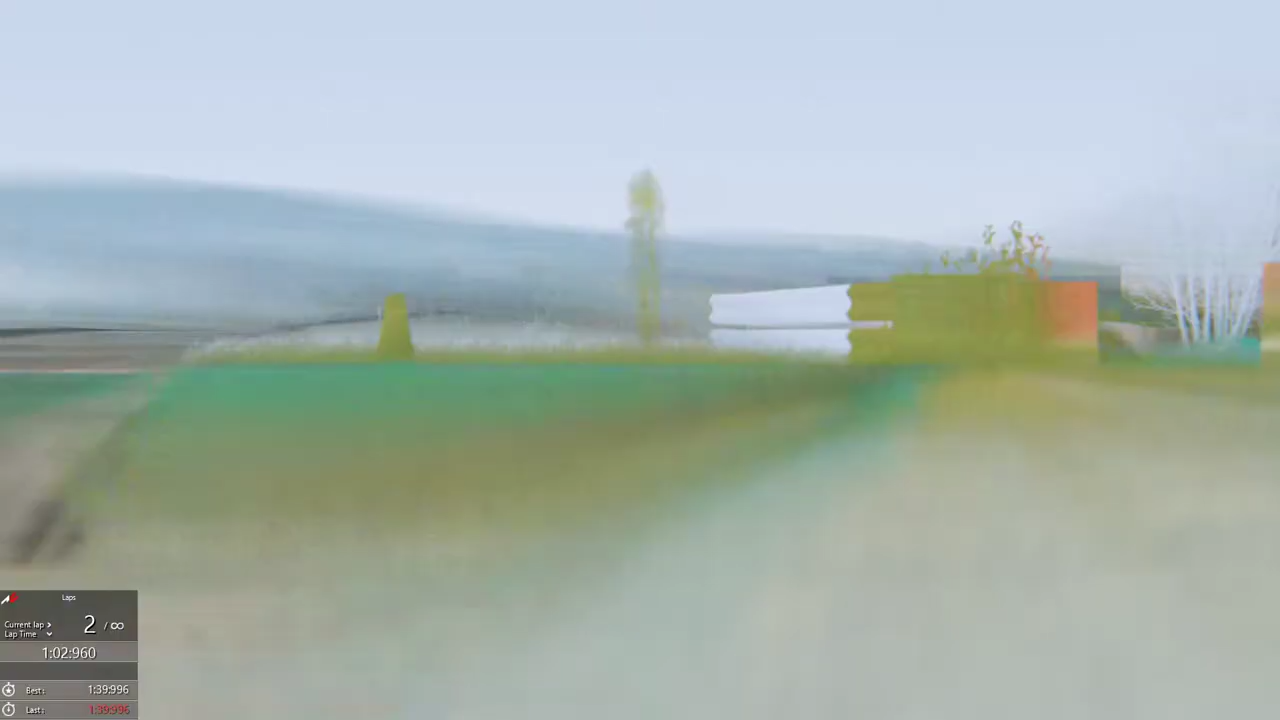 Laps
Current lap > 2 / ∞
Lap Time
1:02:960
Best: 1:39:996
Last: 1:39:996